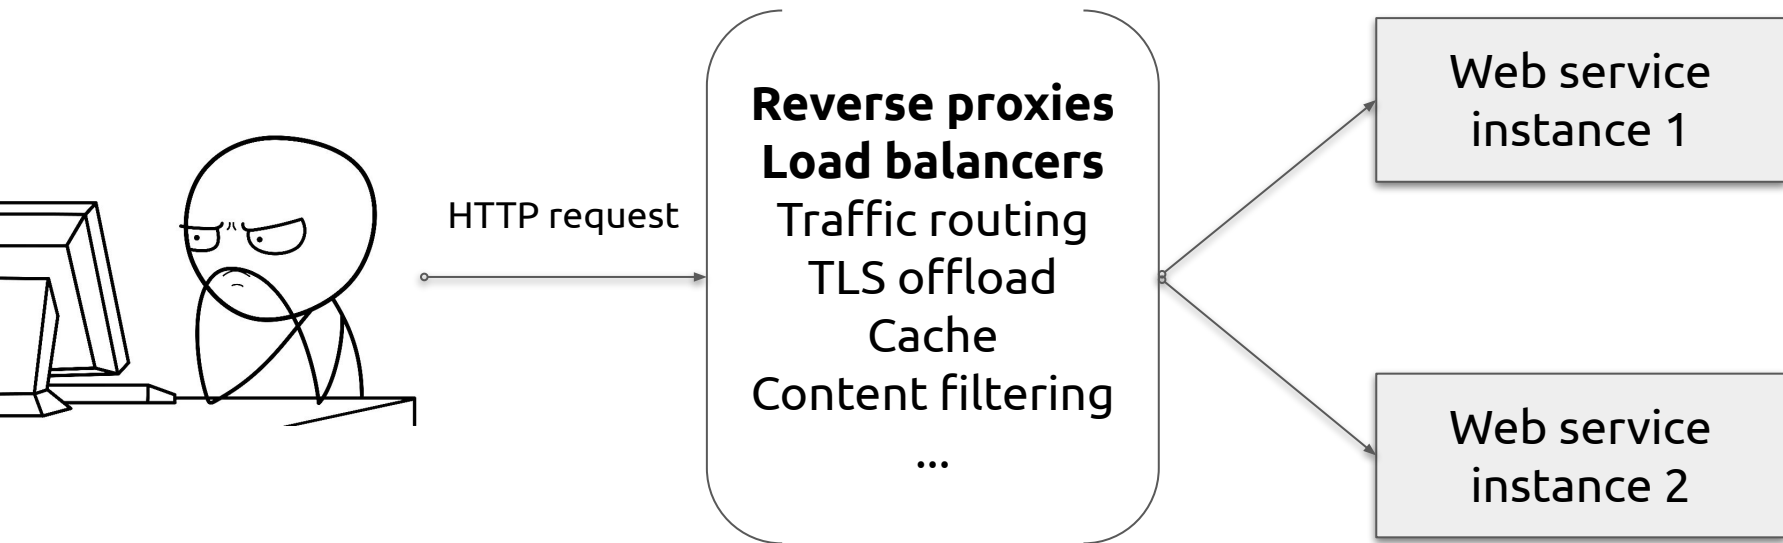 HTTP request
Reverse proxies
Load balancers
Traffic routing
TLS offload
Cache
Content filtering
...
Web service
instance 1
Web service
instance 2